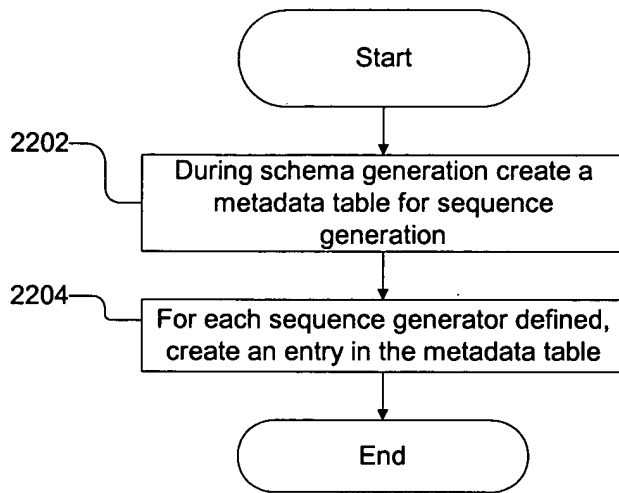 Start
2202
During schema generation create a
metadata table for sequence
generation
2204
For each sequence generator defined,
create an entry in the metadata table
End